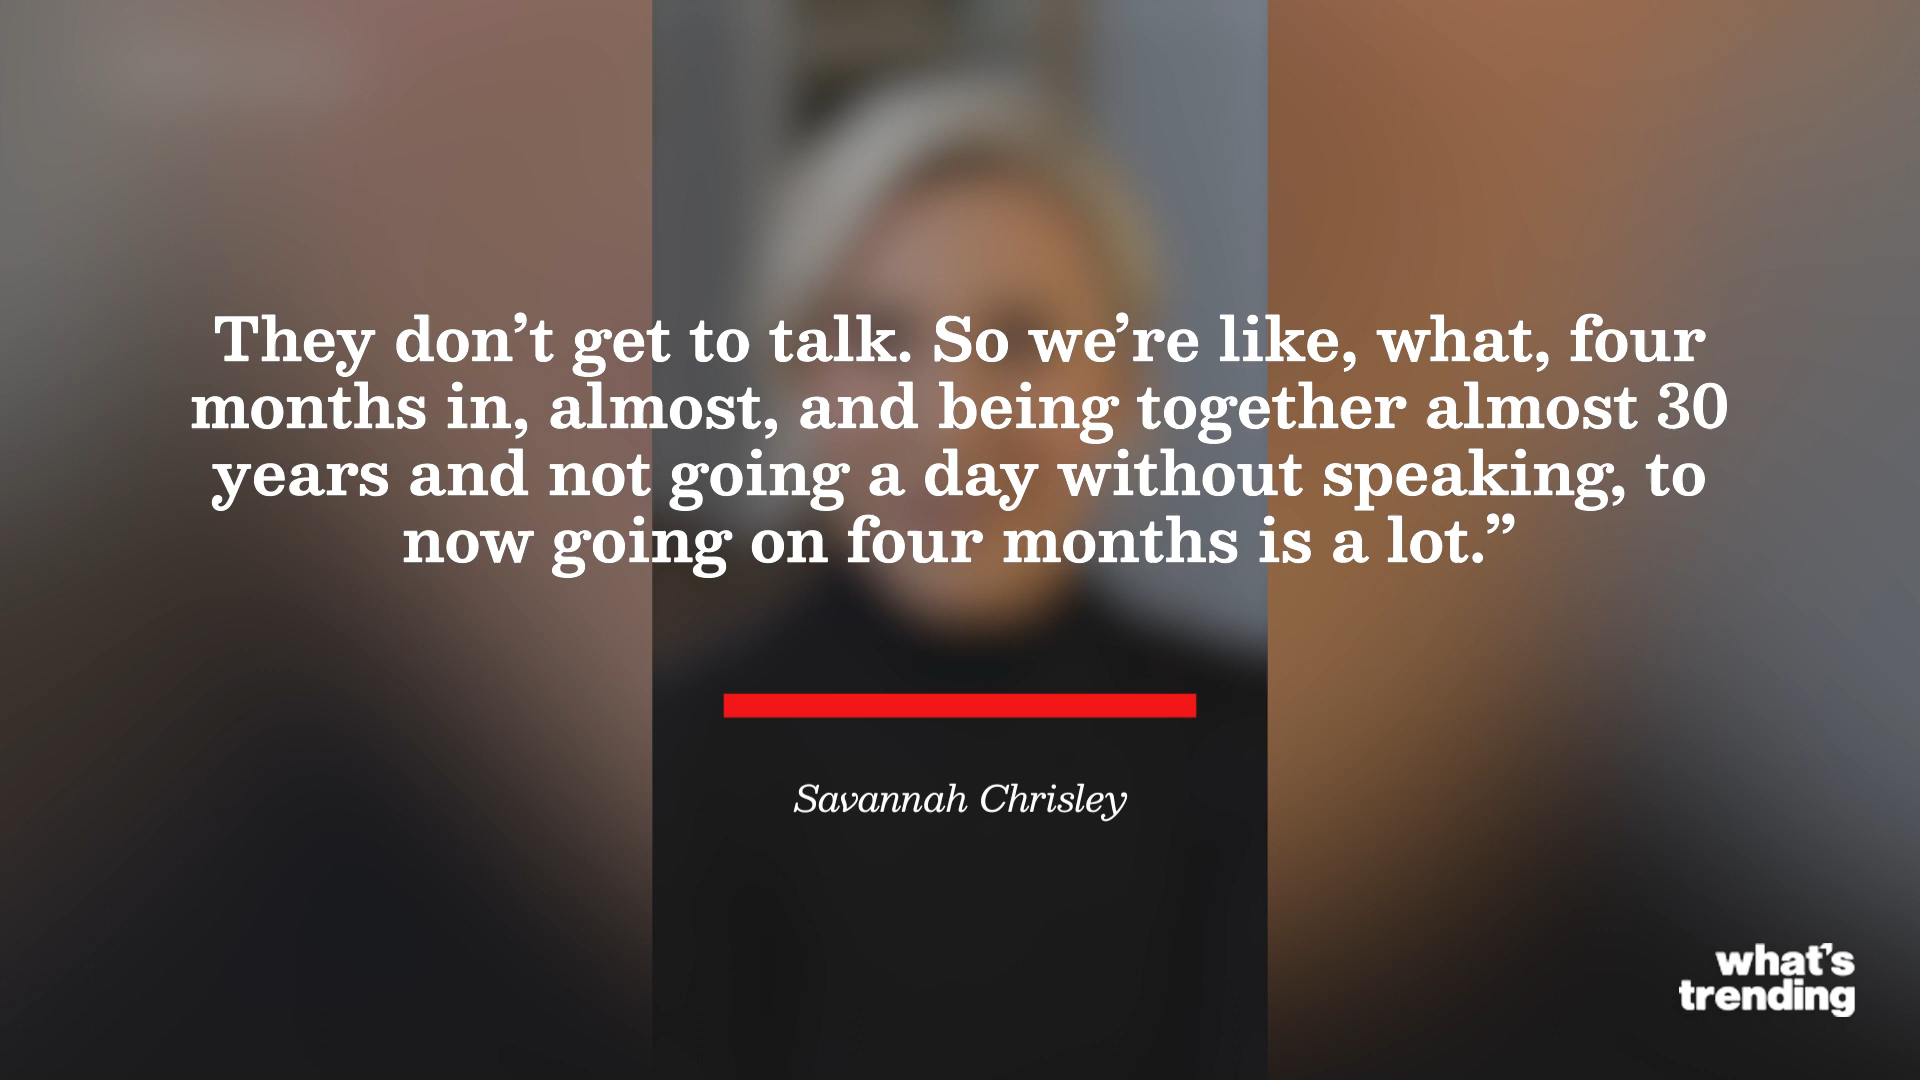 They don’t get to talk. So we’re like, what, four
months in, almost, and being together almost 30
years and not going a day without speaking, to
now going on four months is a lot.”
Savannah Chrisley
what's
trending